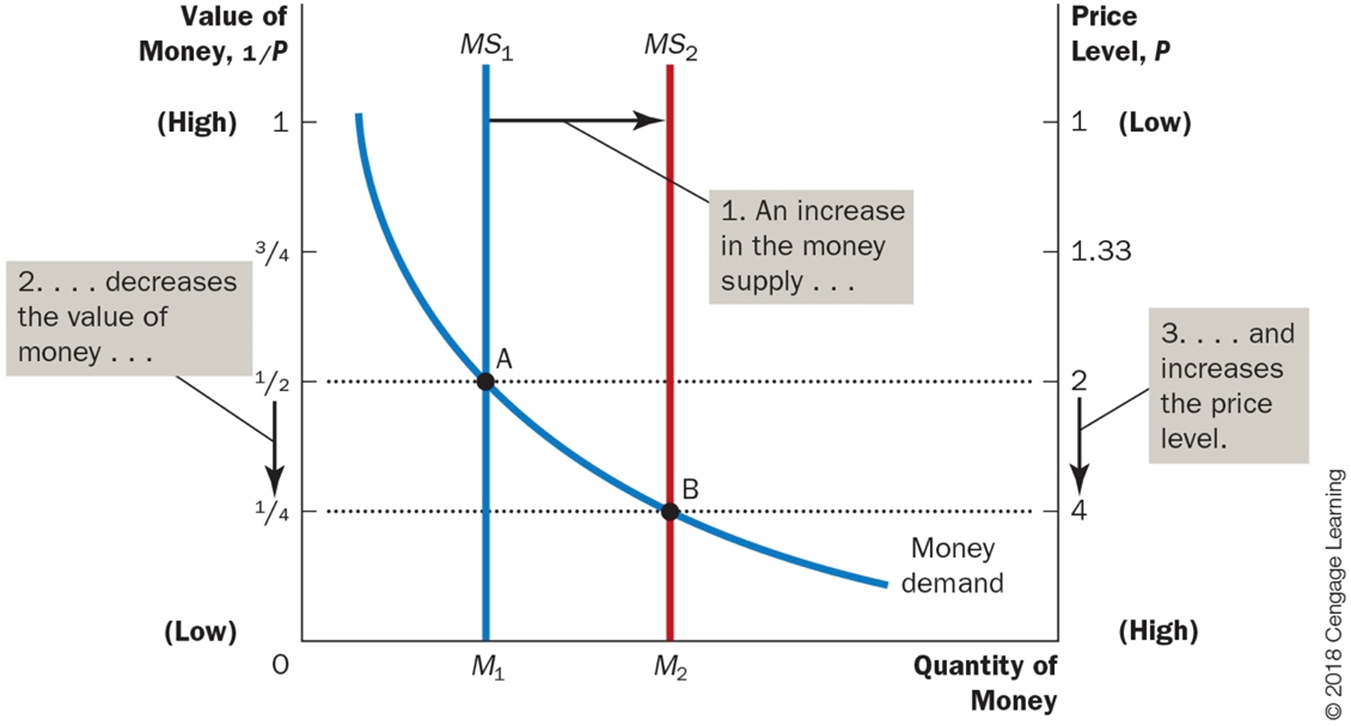 Value of
Money, 1/P
Price
Level, P
MS1
MS2
(High)
1
1
(Low)
1. An increase
in the money
supply . . .
3/4
1.33
2. . . . decreases
the value of
money . . .
3. . . . and
increases
the price
level.
A
1/2
2
B
1/4
4
Money
demand
(Low)
(High)
0
M1
M2
Quantity of
Money
© 2018 Cengage Learning